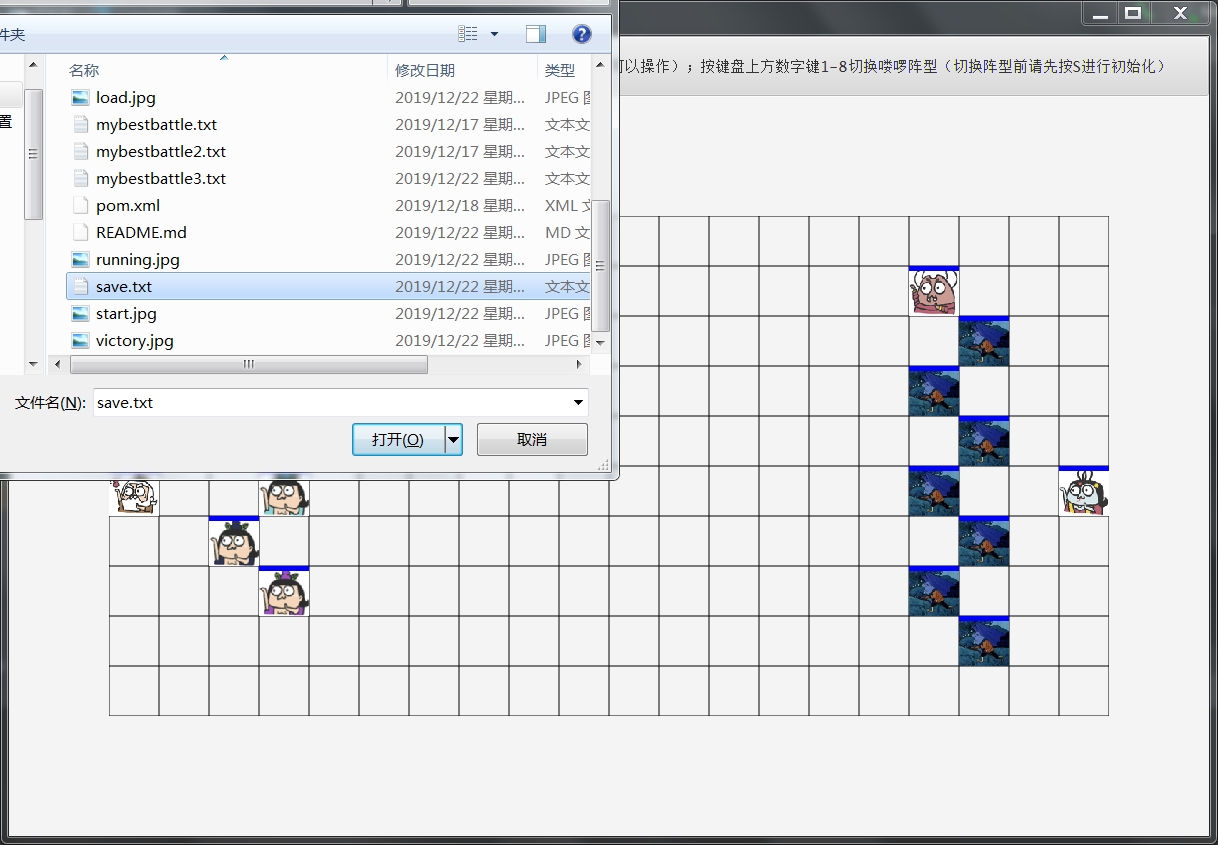 件夹
可以操作）；按键盘上方数字键1-8切换喽啰阵型（切换阵型前请先按S进行初始化）
名称 修改日期 类型
置
load.jpg 2019/12/22 星期... JPEG 图
mybestbattle.txt 2019/12/17 星期... 文本文
mybestbattle2.txt 2019/12/17 星期... 文本文
mybestbattle3.txt 2019/12/22 星期... 文本文
pom.xml 2019/12/18 星期... XML 文
README.md 2019/12/22 星期... MD 文
running.jpg 2019/12/22 星期... JPEG 图
save.txt 2019/12/22 星期... 文本文
start.jpg 2019/12/22 星期... JPEG 图
victory.jpg 2019/12/22 星期... JPEG 图
文件名(N): save.txt
打开(O) 取消